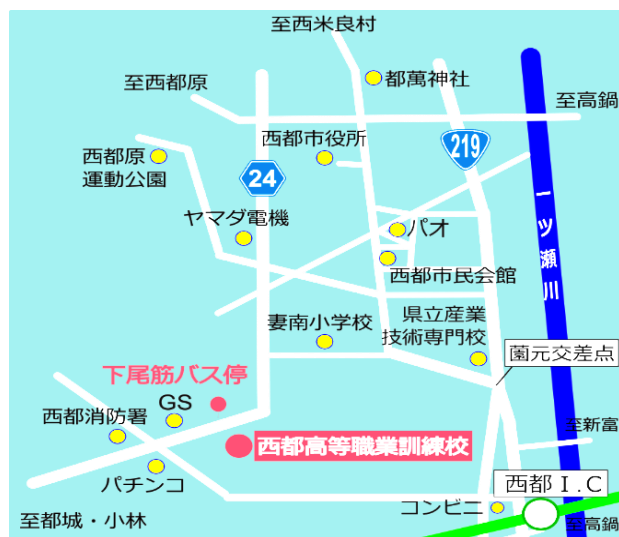 至西米良村
都萬神社
至西都原
至高鍋
219
西都市役所
西都原
運動公園
24
一ツ瀬川
ヤマダ電機
パオ
西都市民会館
県立産業
技術専門校
妻南小学校
薗元交差点
下尾筋バス停
GS
西都消防署
西都高等職業訓練校
至新富
パチンコ
西都I.C
コンビニ
至都城・小林
至高鍋